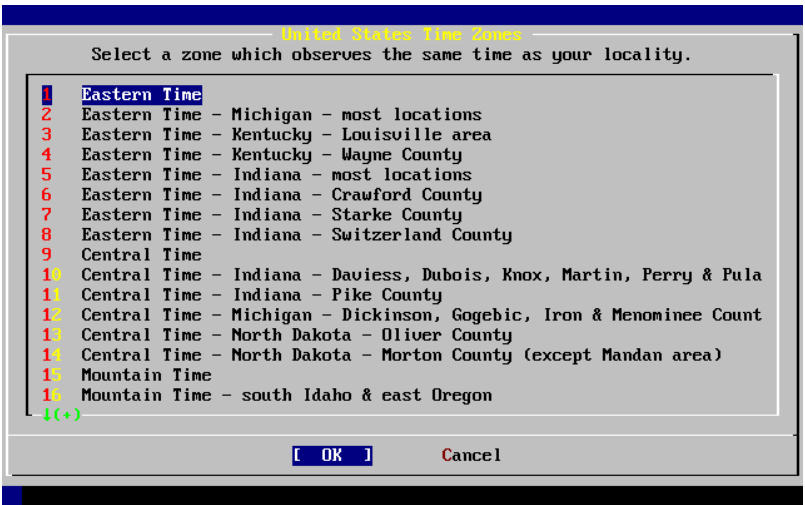 United States Time Zones
Select a zone which observes the same time as your locality.
1 Eastern Time
2 Eastern Time - Michigan - most locations
3 Eastern Time - Kentucky - Louisville area
4 Eastern Time - Kentucky - Wayne County
5 Eastern Time - Indiana - most locations
6 Eastern Time - Indiana - Crawford County
7 Eastern Time - Indiana - Starke County
8 Eastern Time - Indiana - Switzerland County
9 Central Time
10 Central Time - Indiana - Daviess, Dubois, Knox, Martin, Perry & Pula
11 Central Time - Indiana - Pike County
12 Central Time - Michigan - Dickinson, Gogebic, Iron & Menominee Count
13 Central Time - North Dakota - Oliver County
14 Central Time - North Dakota - Morton County (except Mandan area)
15 Mountain Time
16 Mountain Time - south Idaho & east Oregon
↓(+)
[ OK ] Cancel